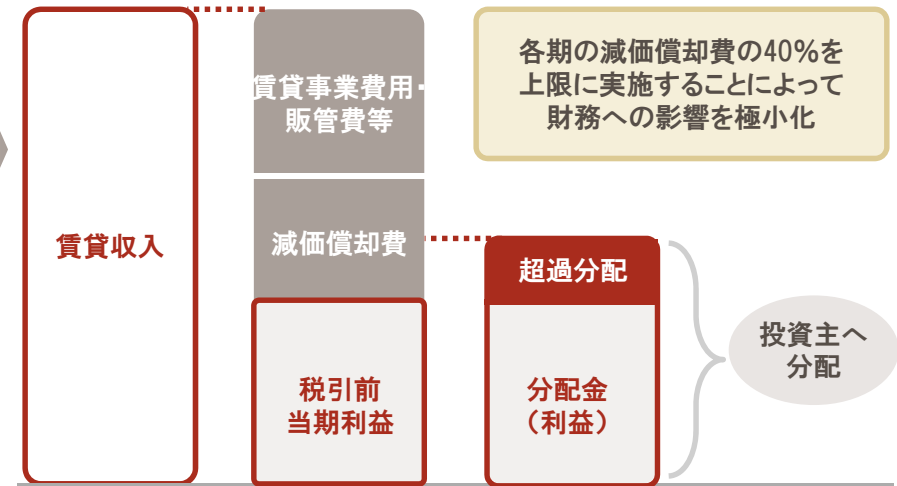 賃貸収入
賃貸事業費用・
販管費等
減価償却費
税引前
当期利益
各期の減価償却費の40%を
上限に実施することによって
財務への影響を極小化
超過分配
分配金
（利益）
投資主へ
分配